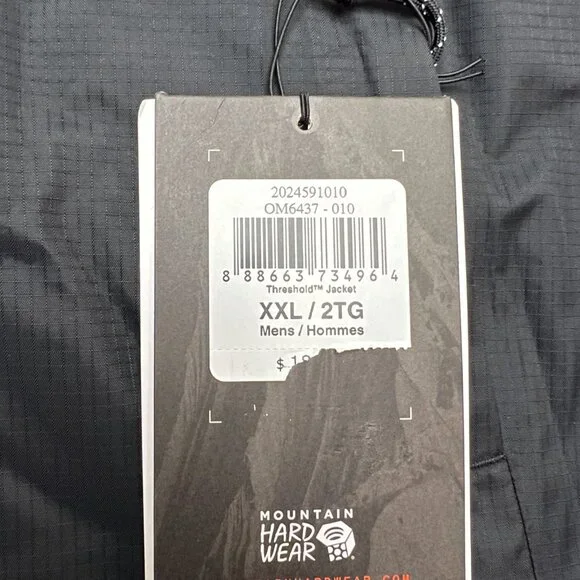 2024591010
OM6437 - 010
8 88663 73496 4
Threshold™ Jacket
XXL / 2TG
Mens / Hommes
MOUNTAIN
HARD
WEAR